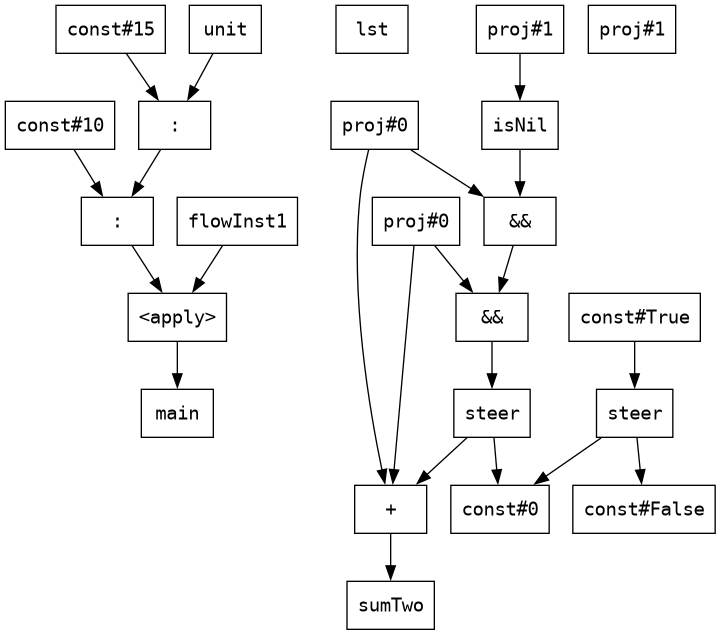 const#15 unit lst proj#1 proj#1
const#10 : proj#0 isNil
: flowInst1 proj#0 &&
<apply> && const#True
main steer steer
+ const#0 const#False
sumTwo